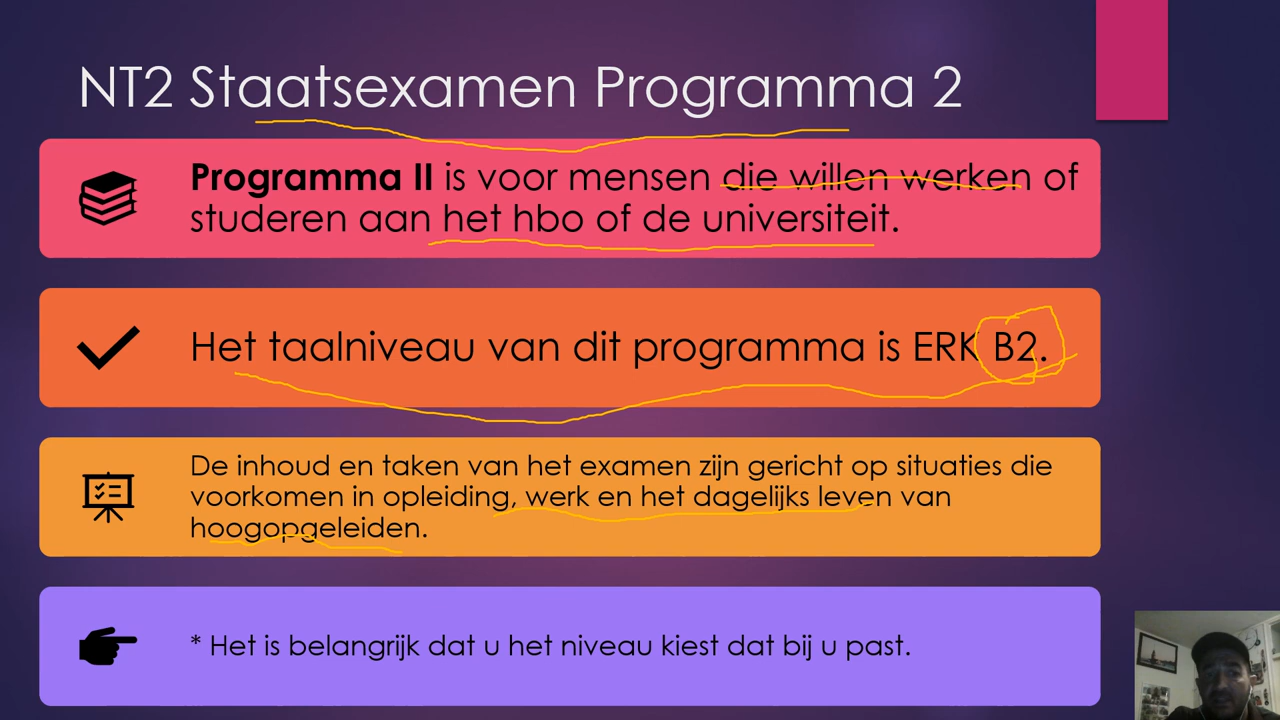 NT2 Staatsexamen Programma 2
Programma II is voor mensen die willen werken of
studeren aan het hbo of de universiteit.
Het taalniveau van dit programma is ERK B2.
De inhoud en taken van het examen zijn gericht op situaties die
voorkomen in opleiding, werk en het dagelijks leven van
hoogopgeleiden.
* Het is belangrijk dat u het niveau kiest dat bij u past.